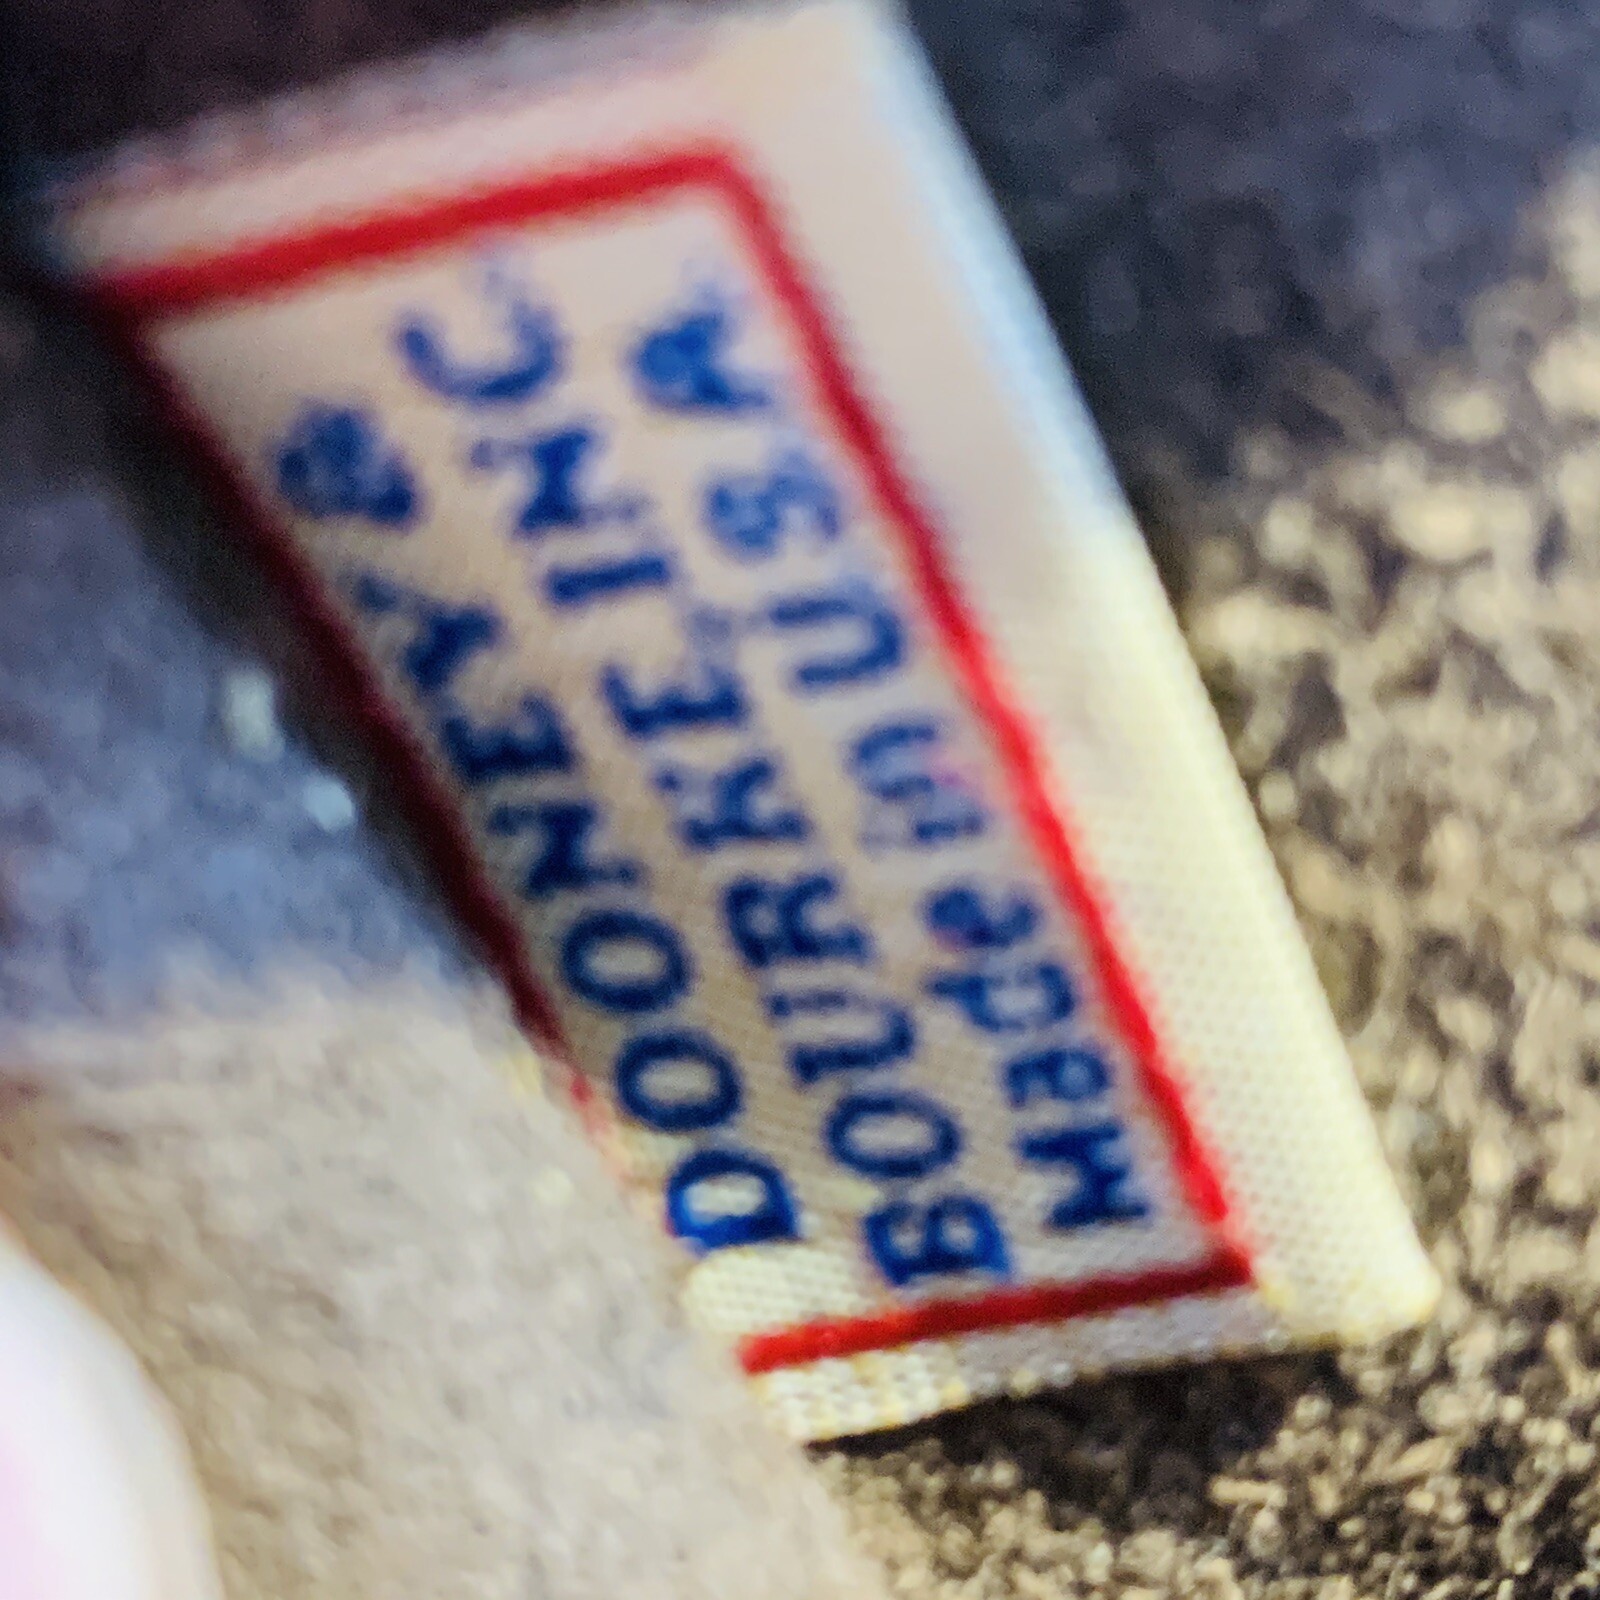 DOONEY &
BOURKE INC
Made in U S A